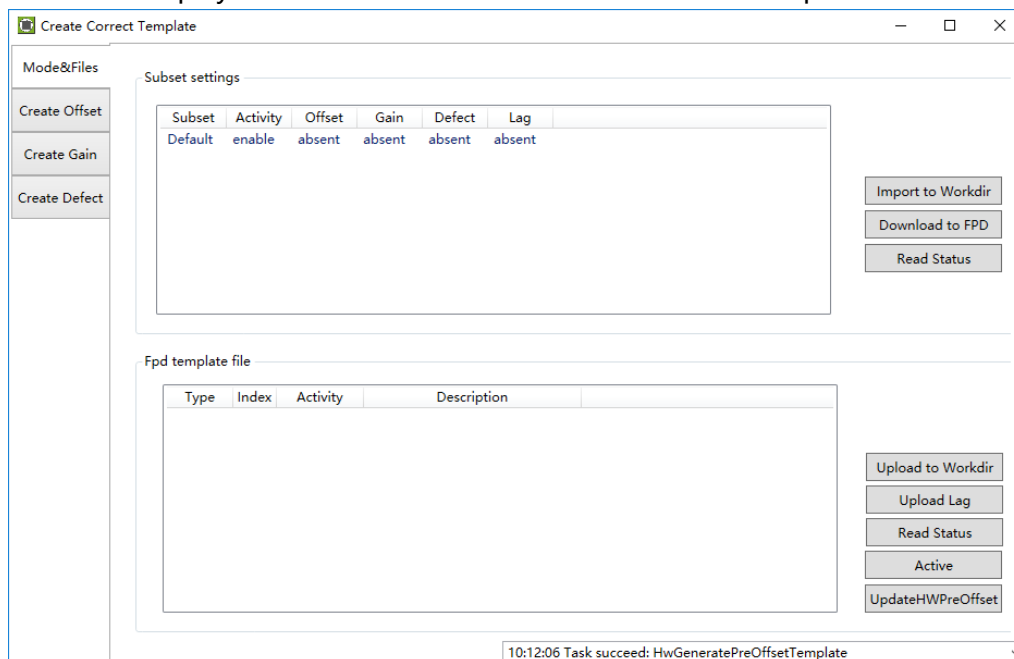 Create Correct Template
Mode&Files
Create Offset
Create Gain
Create Defect
Subset settings
Subset Activity Offset Gain Defect Lag
Default enable absent absent absent absent
Import to Workdir
Download to FPD
Read Status
Fpd template file
Type Index Activity Description
Upload to Workdir
Upload Lag
Read Status
Active
UpdateHWPreOffset
10:12:06 Task succeed: HwGeneratePreOffsetTemplate